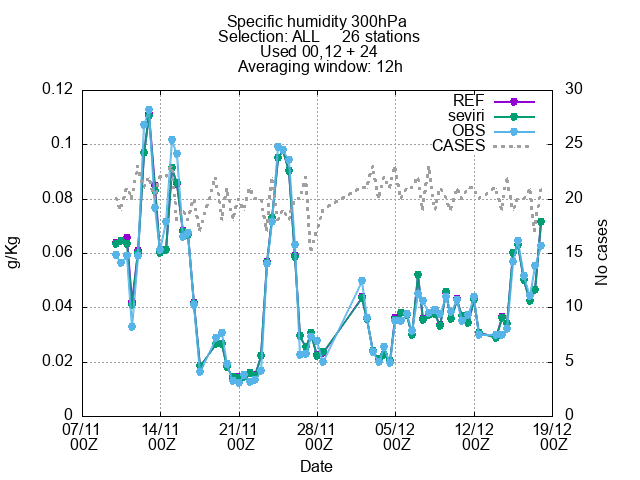 Specific humidity 300hPa
Selection: ALL 26 stations
Used 00,12 + 24
Averaging window: 12h
0.12 30
REF
seviri
OBS
CASES
0.1 25
0.08 20
0.06 15
0.04 10
0.02 5
0 0
g/Kg
No cases
07/11 14/11 21/11 28/11 05/12 12/12 19/12
00Z 00Z 00Z 00Z 00Z 00Z 00Z
Date